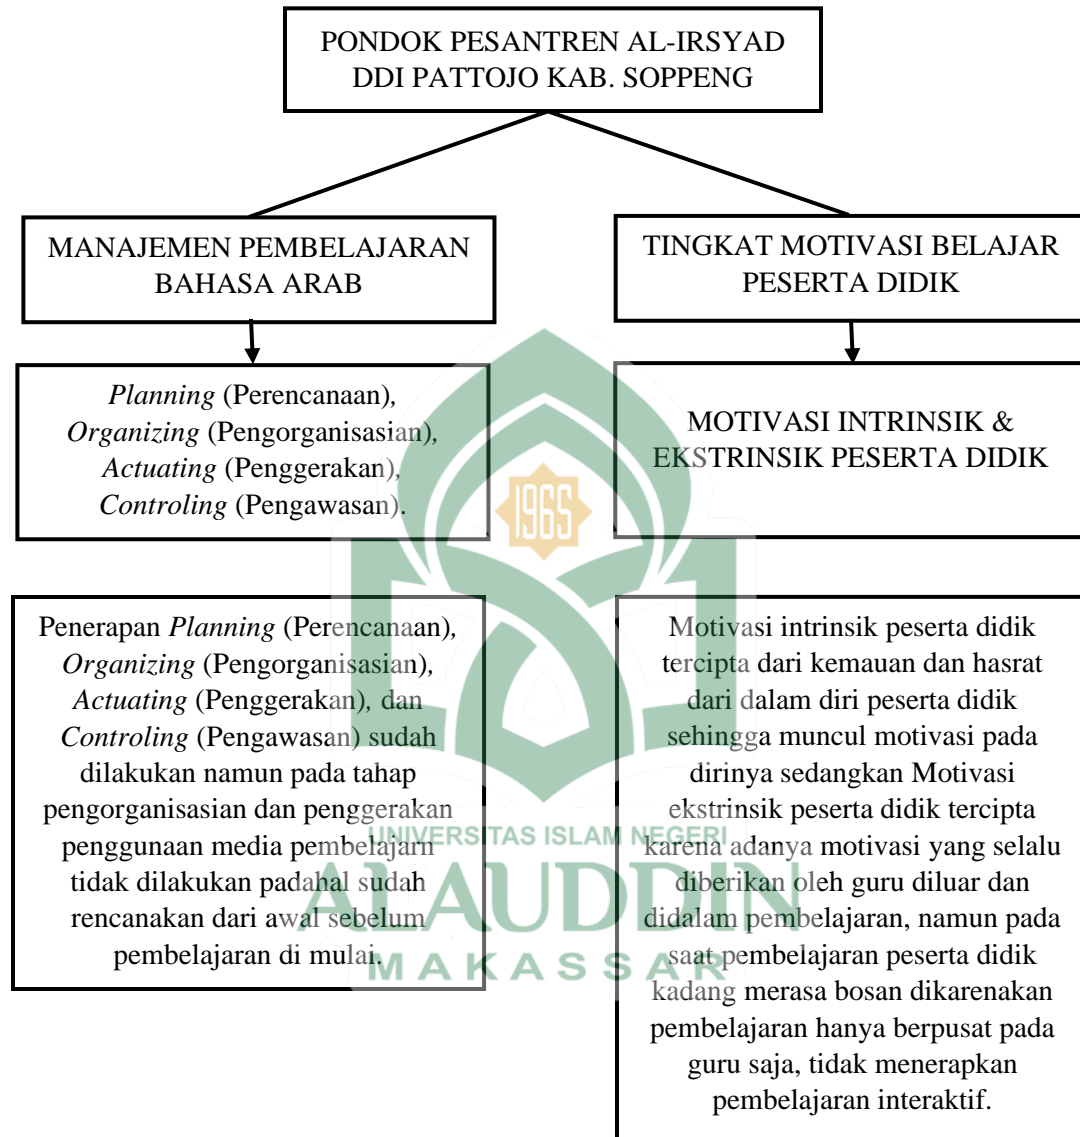 PONDOK PESANTREN AL-IRSYAD
DDI PATTOJO KAB. SOPPENG
MANAJEMEN PEMBELAJARAN
BAHASA ARAB
TINGKAT MOTIVASI BELAJAR
PESERTA DIDIK
Planning (Perencanaan),
Organizing (Pengorganisasian),
Actuating (Penggerakan),
Controling (Pengawasan).
MOTIVASI INTRINSIK &
EKSTRINSIK PESERTA DIDIK
1965
Penerapan Planning (Perencanaan),
Organizing (Pengorganisasian),
Actuating (Penggerakan), dan
Controling (Pengawasan) sudah
dilakukan namun pada tahap
pengorganisasian dan penggerakan
penggunaan media pembelajarn
tidak dilakukan padahal sudah
rencanakan dari awal sebelum
pembelajaran di mulai.
Motivasi intrinsik peserta didik
tercipta dari kemauan dan hasrat
dari dalam diri peserta didik
sehingga muncul motivasi pada
dirinya sedangkan Motivasi
ekstrinsik peserta didik tercipta
karena adanya motivasi yang selalu
diberikan oleh guru diluar dan
didalam pembelajaran, namun pada
saat pembelajaran peserta didik
kadang merasa bosan dikarenakan
pembelajaran hanya berpusat pada
guru saja, tidak menerapkan
pembelajaran interaktif.
UNIVERSITAS ISLAM NEGERI
ALAUDDIN
MAKASSAR